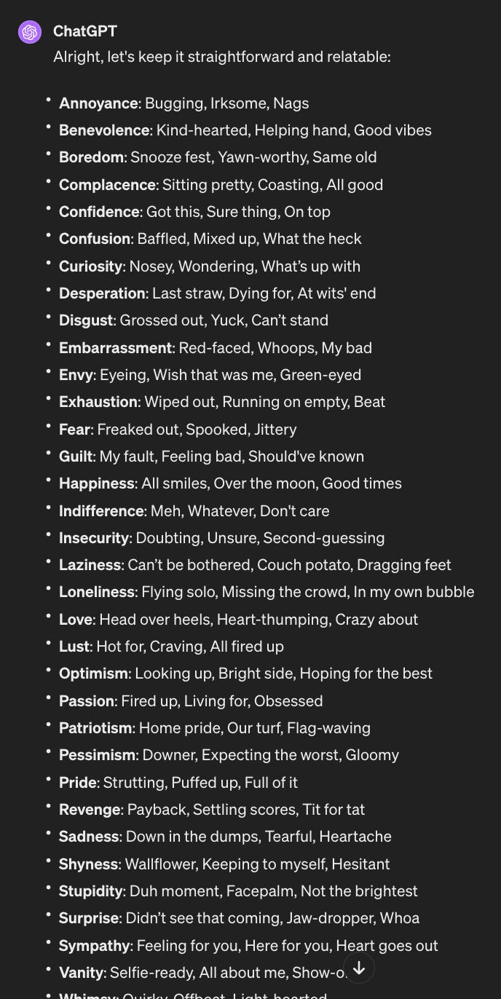 ChatGPT
Alright, let's keep it straightforward and relatable:
• Annoyance: Bugging, Irksome, Nags
• Benevolence: Kind-hearted, Helping hand, Good vibes
• Boredom: Snooze fest, Yawn-worthy, Same old
• Complacence: Sitting pretty, Coasting, All good
• Confidence: Got this, Sure thing, On top
• Confusion: Baffled, Mixed up, What the heck
• Curiosity: Nosey, Wondering, What’s up with
• Desperation: Last straw, Dying for, At wits' end
• Disgust: Grossed out, Yuck, Can’t stand
• Embarrassment: Red-faced, Whoops, My bad
• Envy: Eyeing, Wish that was me, Green-eyed
• Exhaustion: Wiped out, Running on empty, Beat
• Fear: Freaked out, Spooked, Jittery
• Guilt: My fault, Feeling bad, Should've known
• Happiness: All smiles, Over the moon, Good times
• Indifference: Meh, Whatever, Don't care
• Insecurity: Doubting, Unsure, Second-guessing
• Laziness: Can’t be bothered, Couch potato, Dragging feet
• Loneliness: Flying solo, Missing the crowd, In my own bubble
• Love: Head over heels, Heart-thumping, Crazy about
• Lust: Hot for, Craving, All fired up
• Optimism: Looking up, Bright side, Hoping for the best
• Passion: Fired up, Living for, Obsessed
• Patriotism: Home pride, Our turf, Flag-waving
• Pessimism: Downer, Expecting the worst, Gloomy
• Pride: Strutting, Puffed up, Full of it
• Revenge: Payback, Settling scores, Tit for tat
• Sadness: Down in the dumps, Tearful, Heartache
• Shyness: Wallflower, Keeping to myself, Hesitant
• Stupidity: Duh moment, Facepalm, Not the brightest
• Surprise: Didn’t see that coming, Jaw-dropper, Whoa
• Sympathy: Feeling for you, Here for you, Heart goes out
• Vanity: Selfie-ready, All about me,
• Whimsy: Quirky, Offbeat, Light-hearted